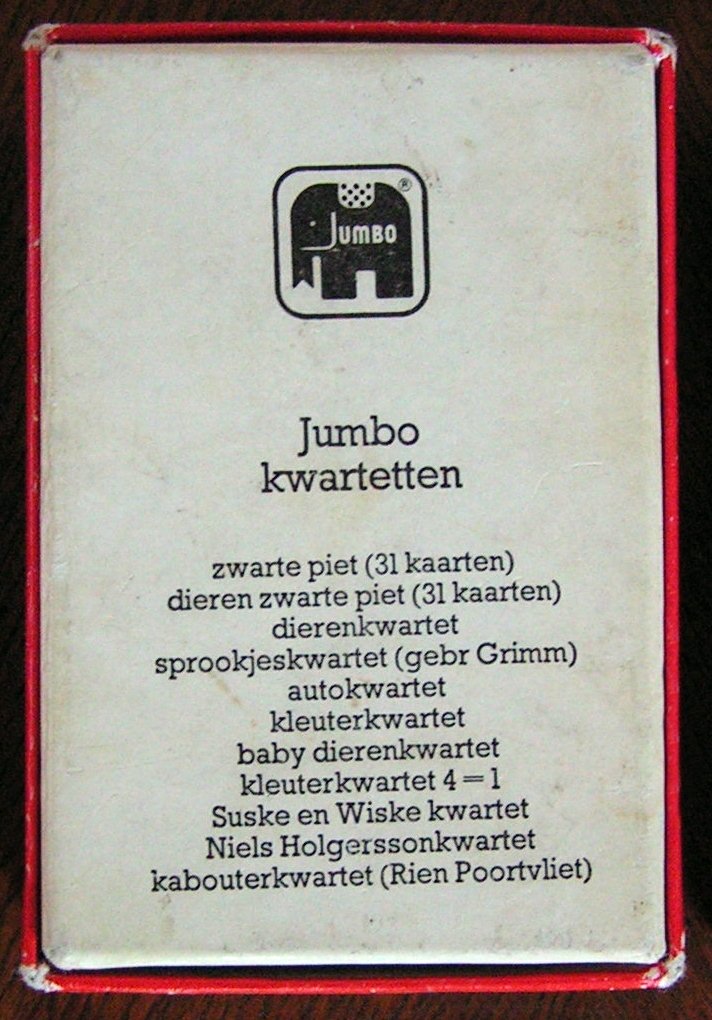 JUMBO ®
Jumbo
kwartetten
zwarte piet (31 kaarten)
dieren zwarte piet (31 kaarten)
dierenkwartet
sprookjeskwartet (gebr Grimm)
autokwartet
kleuterkwartet
baby dierenkwartet
kleuterkwartet 4=1
Suske en Wiske kwartet
Niels Holgerssonkwartet
kabouterkwartet (Rien Poortvliet)